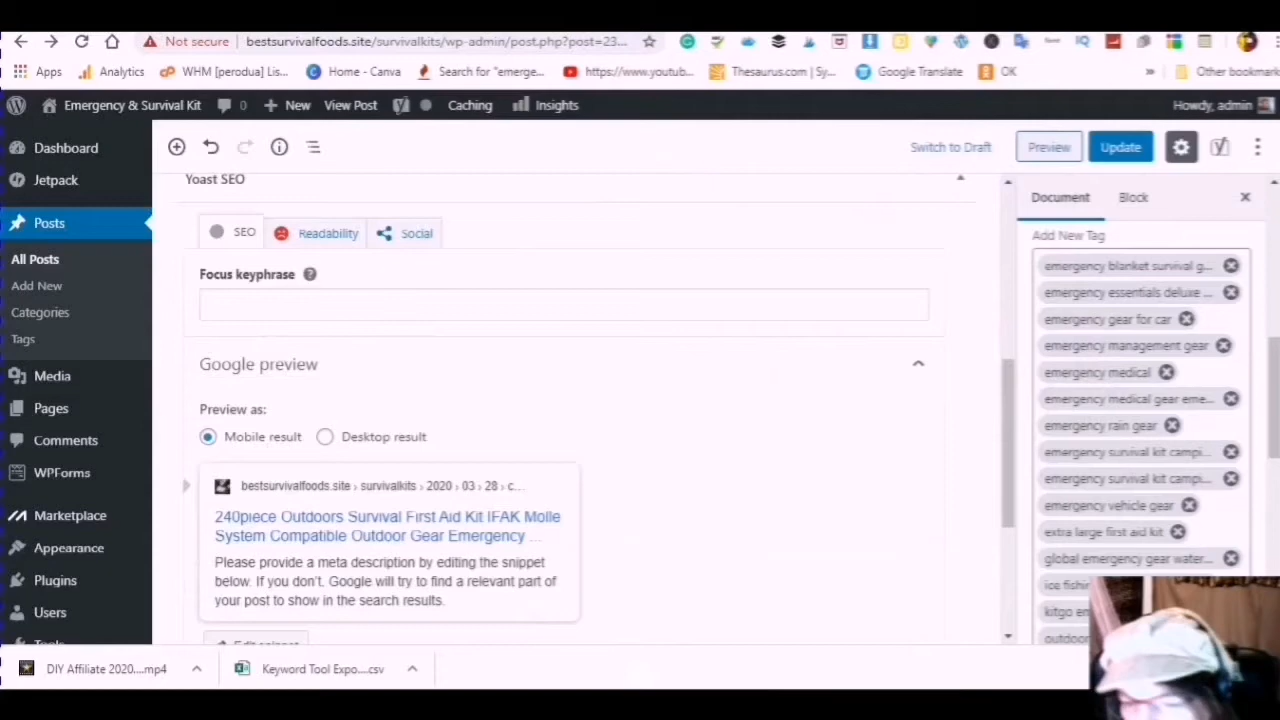 Not secure bestsurvivalfoods.site/survivalkits/wp-admin/post.php?post=23...
Apps Analytics WHM [perodua] Lis... Home - Canva Search for "emerge... https://www.youtub... Thesaurus.com | Sy... Google Translate OK » Other bookmark
Emergency & Survival Kit 0 New View Post Caching Insights Howdy, admin
Dashboard
Jetpack
Posts
All Posts
Add New
Categories
Tags
Media
Pages
Comments
WPForms
Marketplace
Appearance
Plugins
Users
Tools
Switch to Draft Preview Update
Yoast SEO
SEO Readability Social
Focus keyphrase
Google preview
Preview as:
Mobile result Desktop result
bestsurvivalfoods.site › survivalkits › 2020 › 03 › 28 › c...
240piece Outdoors Survival First Aid Kit IFAK Molle
System Compatible Outdoor Gear Emergency ...
Please provide a meta description by editing the snippet
below. If you don't, Google will try to find a relevant part of
your post to show in the search results.
Edit snippet
Document Block
Add New Tag
emergency blanket survival g...
emergency essentials deluxe ...
emergency gear for car
emergency management gear
emergency medical
emergency medical gear eme...
emergency rain gear
emergency survival kit campi...
emergency survival kit campi...
emergency vehicle gear
extra large first aid kit
global emergency gear water...
ice fishin
kitgo em
outdoor
DIY Affiliate 2020....mp4 Keyword Tool Expo....csv